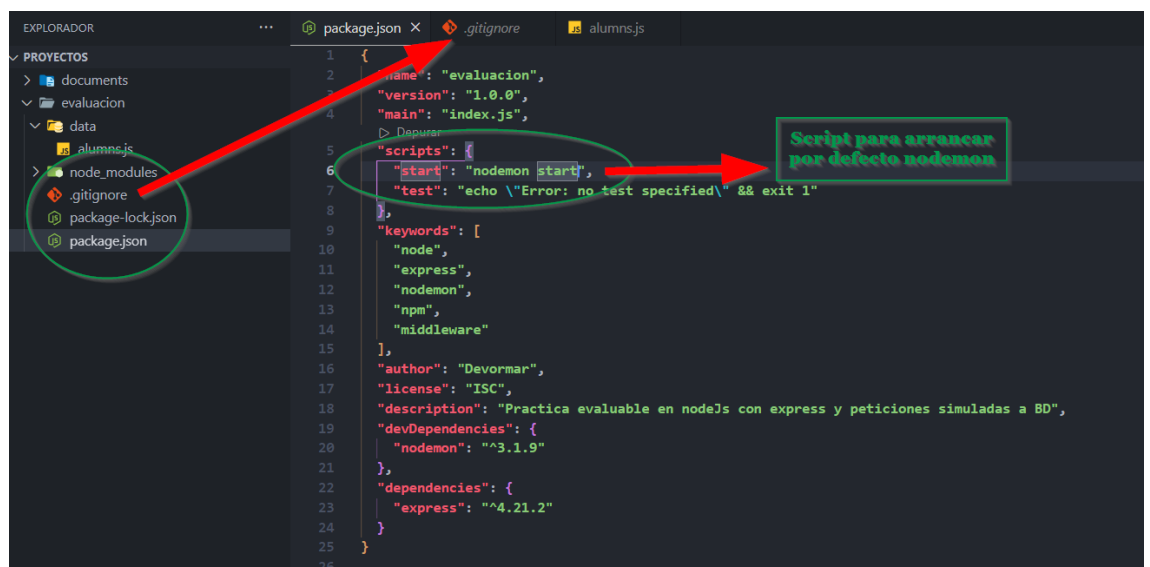 EXPLORADOR ...
PROYECTOS
documents
evaluacion
data
alumns.js
node_modules
.gitignore
package-lock.json
package.json
package.json .gitignore alumns.js
1 {
2 "name": "evaluacion",
3 "version": "1.0.0",
4 "main": "index.js",
Depurar
5 "scripts": {
6 "start": "nodemon start",
7 "test": "echo \"Error: no test specified\" && exit 1"
8 },
9 "keywords": [
10 "node",
11 "express",
12 "nodemon",
13 "npm",
14 "middleware"
15 ],
16 "author": "Devormar",
17 "license": "ISC",
18 "description": "Practica evaluable en nodeJs con express y peticiones simuladas a BD",
19 "devDependencies": {
20 "nodemon": "^3.1.9"
21 },
22 "dependencies": {
23 "express": "^4.21.2"
24 }
25 }
26
Script para arrancar
por defecto nodemon